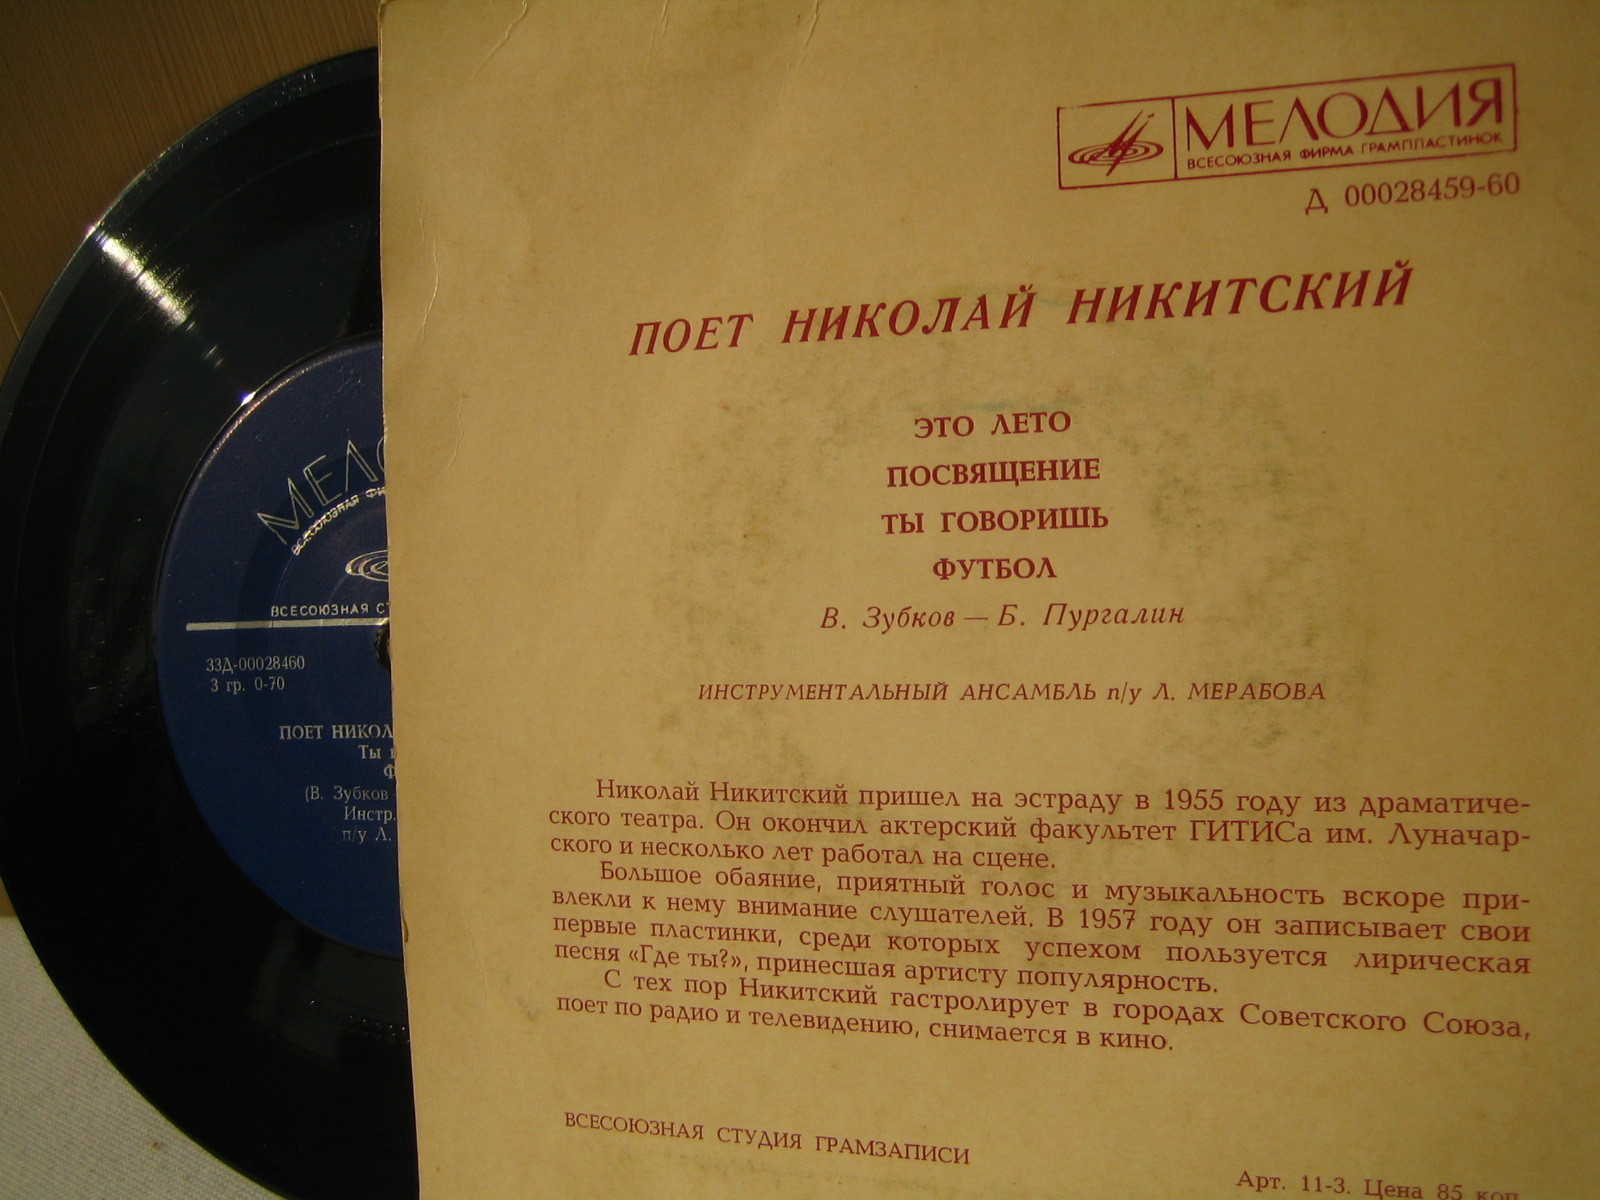 МЕЛОДИЯ
ВСЕСОЮЗНАЯ ФИРМА ГРАМПЛАСТИНОК
Д 00028459-60
ПОЕТ НИКОЛАЙ НИКИТСКИЙ
ЭТО ЛЕТО
ПОСВЯЩЕНИЕ
ТЫ ГОВОРИШЬ
ФУТБОЛ
В. Зубков — Б. Пургалин
ИНСТРУМЕНТАЛЬНЫЙ АНСАМБЛЬ п/у Л. МЕРАБОВА
Николай Никитский пришел на эстраду в 1955 году из драматиче-
ского театра. Он окончил актерский факультет ГИТИСа им. Луначар-
ского и несколько лет работал на сцене.
Большое обаяние, приятный голос и музыкальность вскоре при-
влекли к нему внимание слушателей. В 1957 году он записывает свои
первые пластинки, среди которых успехом пользуется лирическая
песня «Где ты?», принесшая артисту популярность.
С тех пор Никитский гастролирует в городах Советского Союза,
поет по радио и телевидению, снимается в кино.
ВСЕСОЮЗНАЯ СТУДИЯ ГРАМЗАПИСИ
Арт. 11-3. Цена 85 коп.
МЕЛО
ВСЕСОЮЗНАЯ ФИ
ВСЕСОЮЗНАЯ СТ
33Д-00028460
3 гр. 0-70
ПОЕТ НИКОЛ
Ты г
Ф
(В. Зубков
Инстр.
п/у Л.